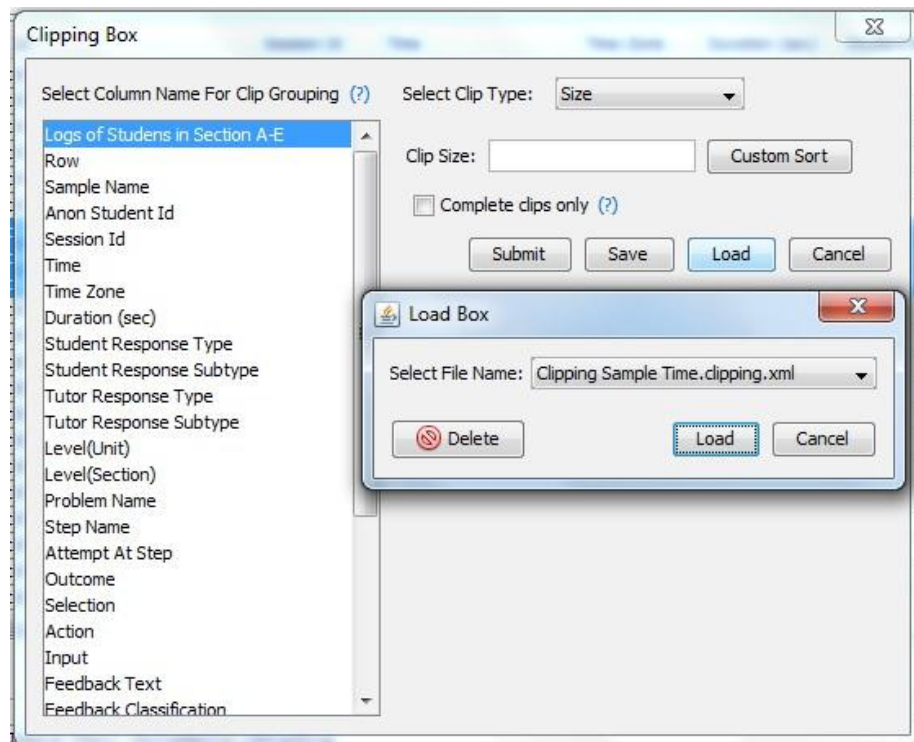 Clipping Box
Select Column Name For Clip Grouping (?)
Select Clip Type: Size
Logs of Studens in Section A-E
Row
Sample Name
Anon Student Id
Session Id
Time
Time Zone
Duration (sec)
Student Response Type
Student Response Subtype
Tutor Response Type
Tutor Response Subtype
Level(Unit)
Level(Section)
Problem Name
Step Name
Attempt At Step
Outcome
Selection
Action
Input
Feedback Text
Feedback Classification
Clip Size: Custom Sort
Complete clips only (?)
Submit Save Load Cancel
Load Box
Select File Name: Clipping Sample Time.clipping.xml
Delete Load Cancel